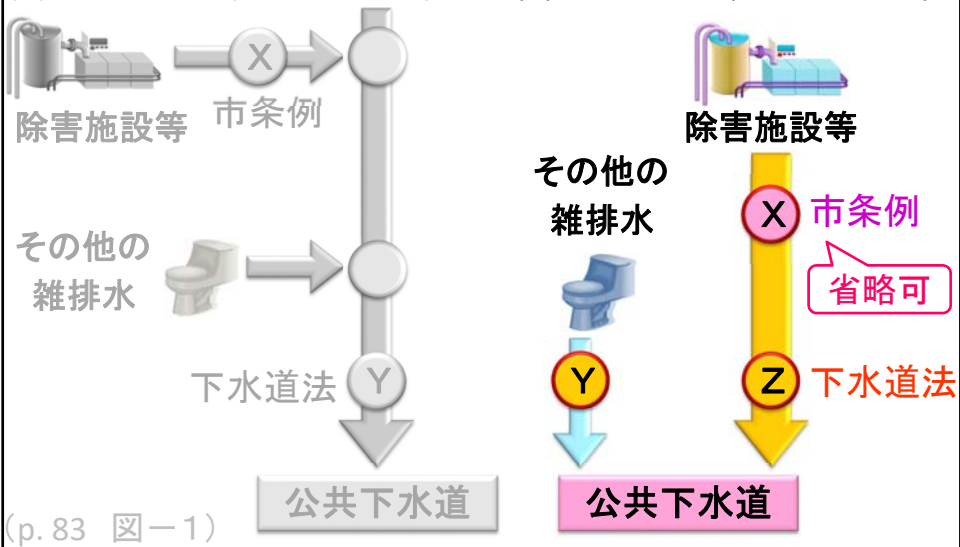 X
市条例
除害施設等
その他の
雑排水
下水道法
Y
公共下水道
(p. 83 図－1)
除害施設等
その他の
雑排水
X
市条例
省略可
Y
Z
下水道法
公共下水道